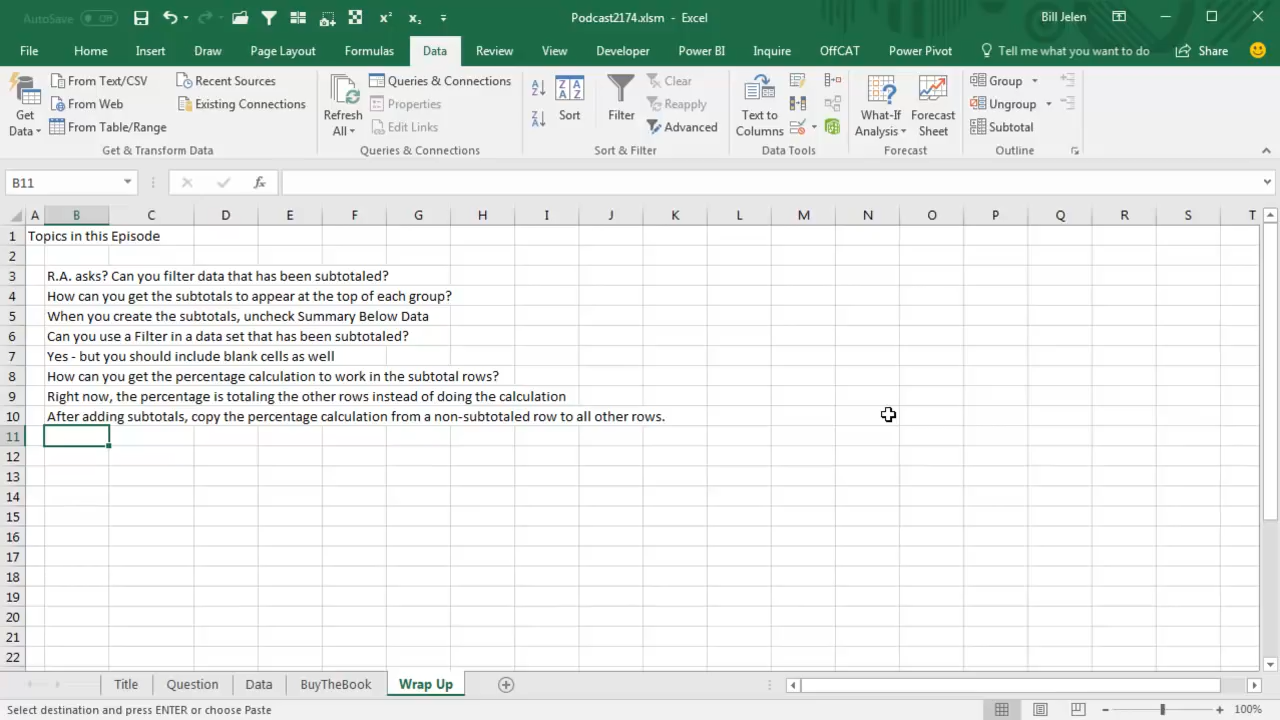 AutoSave Off
Podcast2174.xlsm - Excel
Bill Jelen
File Home Insert Draw Page Layout Formulas Data Review View Developer Power BI Inquire OffCAT Power Pivot Tell me what you want to do Share
Get Data
From Text/CSV
From Web
From Table/Range
Recent Sources
Existing Connections
Get & Transform Data
Refresh All
Queries & Connections
Properties
Edit Links
Queries & Connections
Sort
Filter
Clear
Reapply
Advanced
Sort & Filter
Text to Columns
Data Tools
What-If Analysis
Forecast Sheet
Forecast
Group
Ungroup
Subtotal
Outline
B11
fx
A B C D E F G H I J K L M N O P Q R S T
1 Topics in this Episode
2
3 R.A. asks? Can you filter data that has been subtotaled?
4 How can you get the subtotals to appear at the top of each group?
5 When you create the subtotals, uncheck Summary Below Data
6 Can you use a Filter in a data set that has been subtotaled?
7 Yes - but you should include blank cells as well
8 How can you get the percentage calculation to work in the subtotal rows?
9 Right now, the percentage is totaling the other rows instead of doing the calculation
10 After adding subtotals, copy the percentage calculation from a non-subtotaled row to all other rows.
11
12
13
14
15
16
17
18
19
20
21
22
Title Question Data BuyTheBook Wrap Up
Select destination and press ENTER or choose Paste
100%